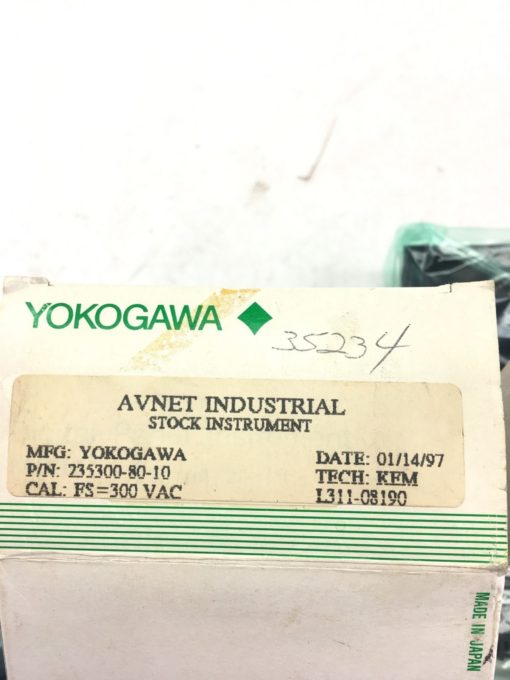 YOKOGAWA
35234
AVNET INDUSTRIAL
STOCK INSTRUMENT
MFG: YOKOGAWA
DATE: 01/14/97
P/N: 235300-80-10
TECH: KEM
CAL: FS=300 VAC
L311-08190
MADE IN JAPAN